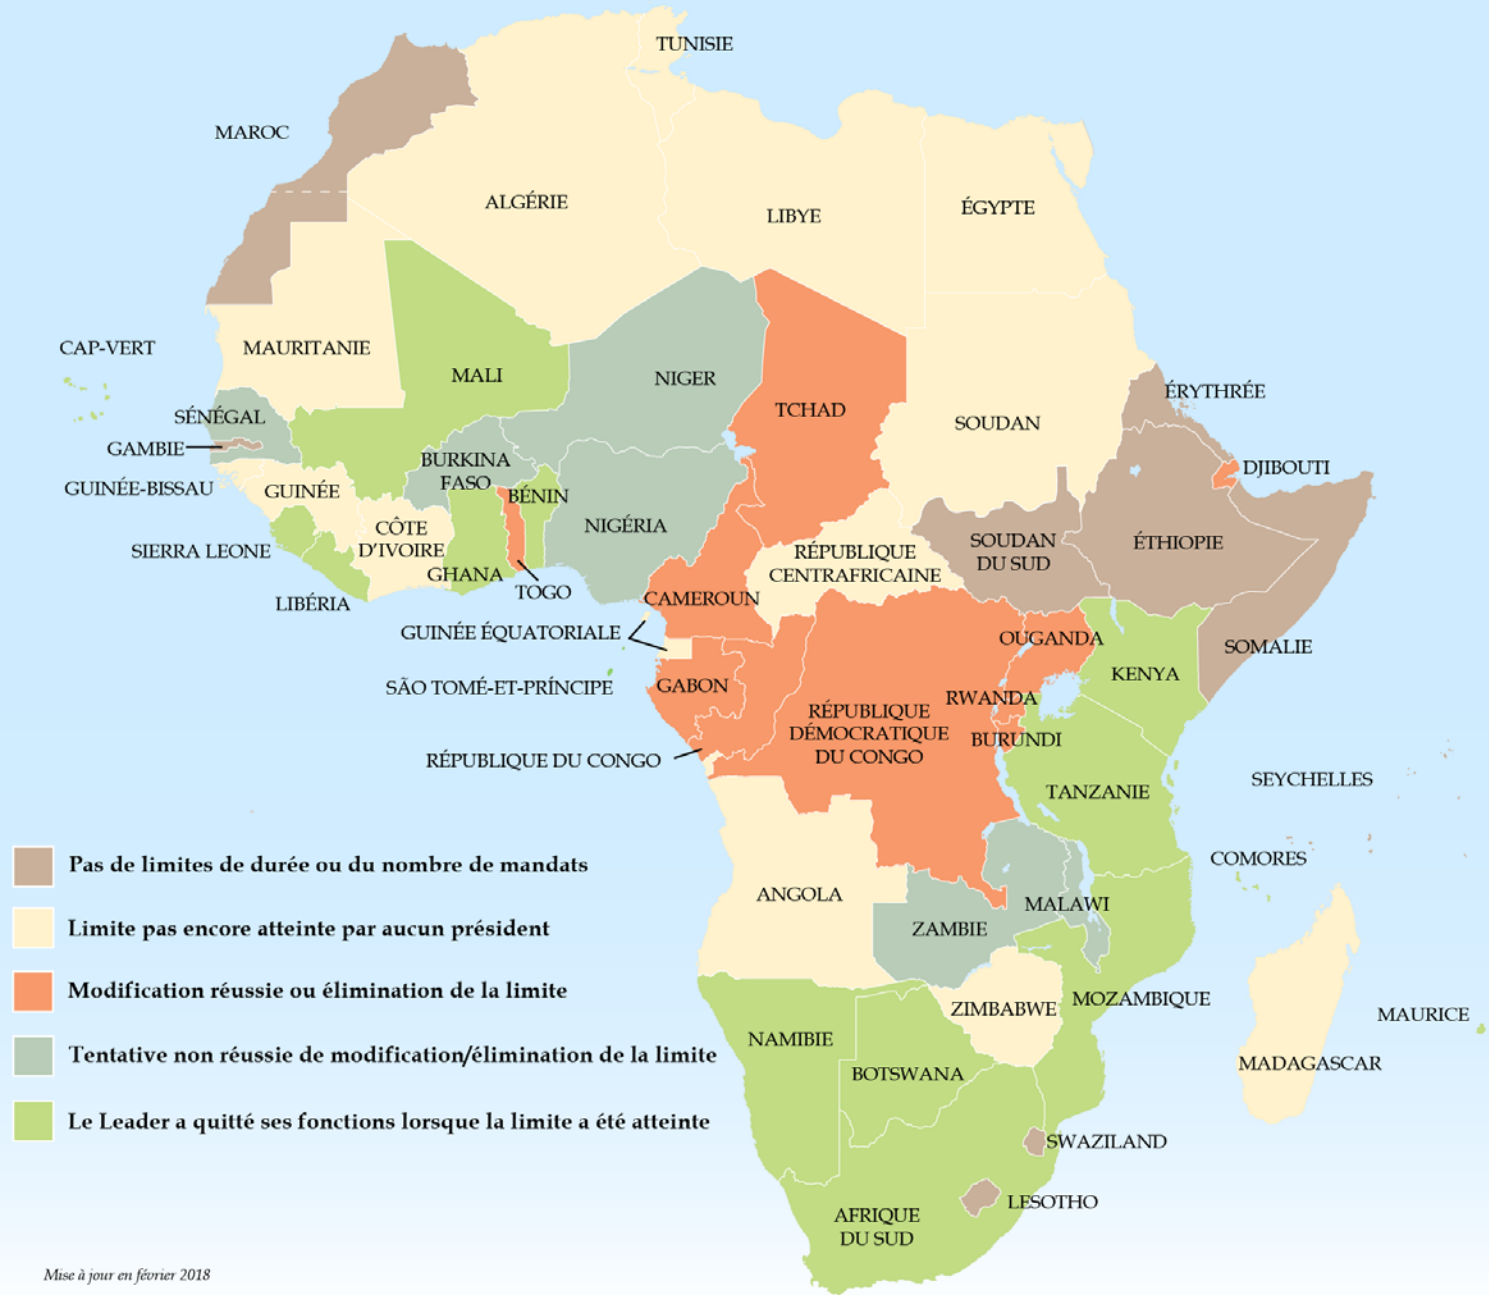 TUNISIE
MAROC
ALGÉRIE
LIBYE
ÉGYPTE
CAP-VERT
MAURITANIE
MALI
NIGER
TCHAD
SOUDAN
ÉRYTHRÉE
SÉNÉGAL
GAMBIE
BURKINA
FASO
DJIBOUTI
GUINÉE-BISSAU
GUINÉE
BÉNIN
CÔTE
D'IVOIRE
NIGÉRIA
SIERRA LEONE
RÉPUBLIQUE
CENTRAFRICAINE
SOUDAN
DU SUD
ÉTHIOPIE
GHANA
TOGO
LIBÉRIA
CAMEROUN
GUINÉE ÉQUATORIALE
OUGANDA
SOMALIE
KENYA
SÃO TOMÉ-ET-PRÍNCIPE
GABON
RWANDA
RÉPUBLIQUE
DÉMOCRATIQUE
DU CONGO
BURUNDI
RÉPUBLIQUE DU CONGO
SEYCHELLES
TANZANIE
COMORES
Pas de limites de durée ou du nombre de mandats
ANGOLA
MALAWI
Limite pas encore atteinte par aucun président
ZAMBIE
Modification réussie ou élimination de la limite
ZIMBABWE
MOZAMBIQUE
MAURICE
NAMIBIE
Tentative non réussie de modification/élimination de la limite
BOTSWANA
MADAGASCAR
Le Leader a quitté ses fonctions lorsque la limite a été atteinte
SWAZILAND
LESOTHO
AFRIQUE
DU SUD
Mise à jour en février 2018